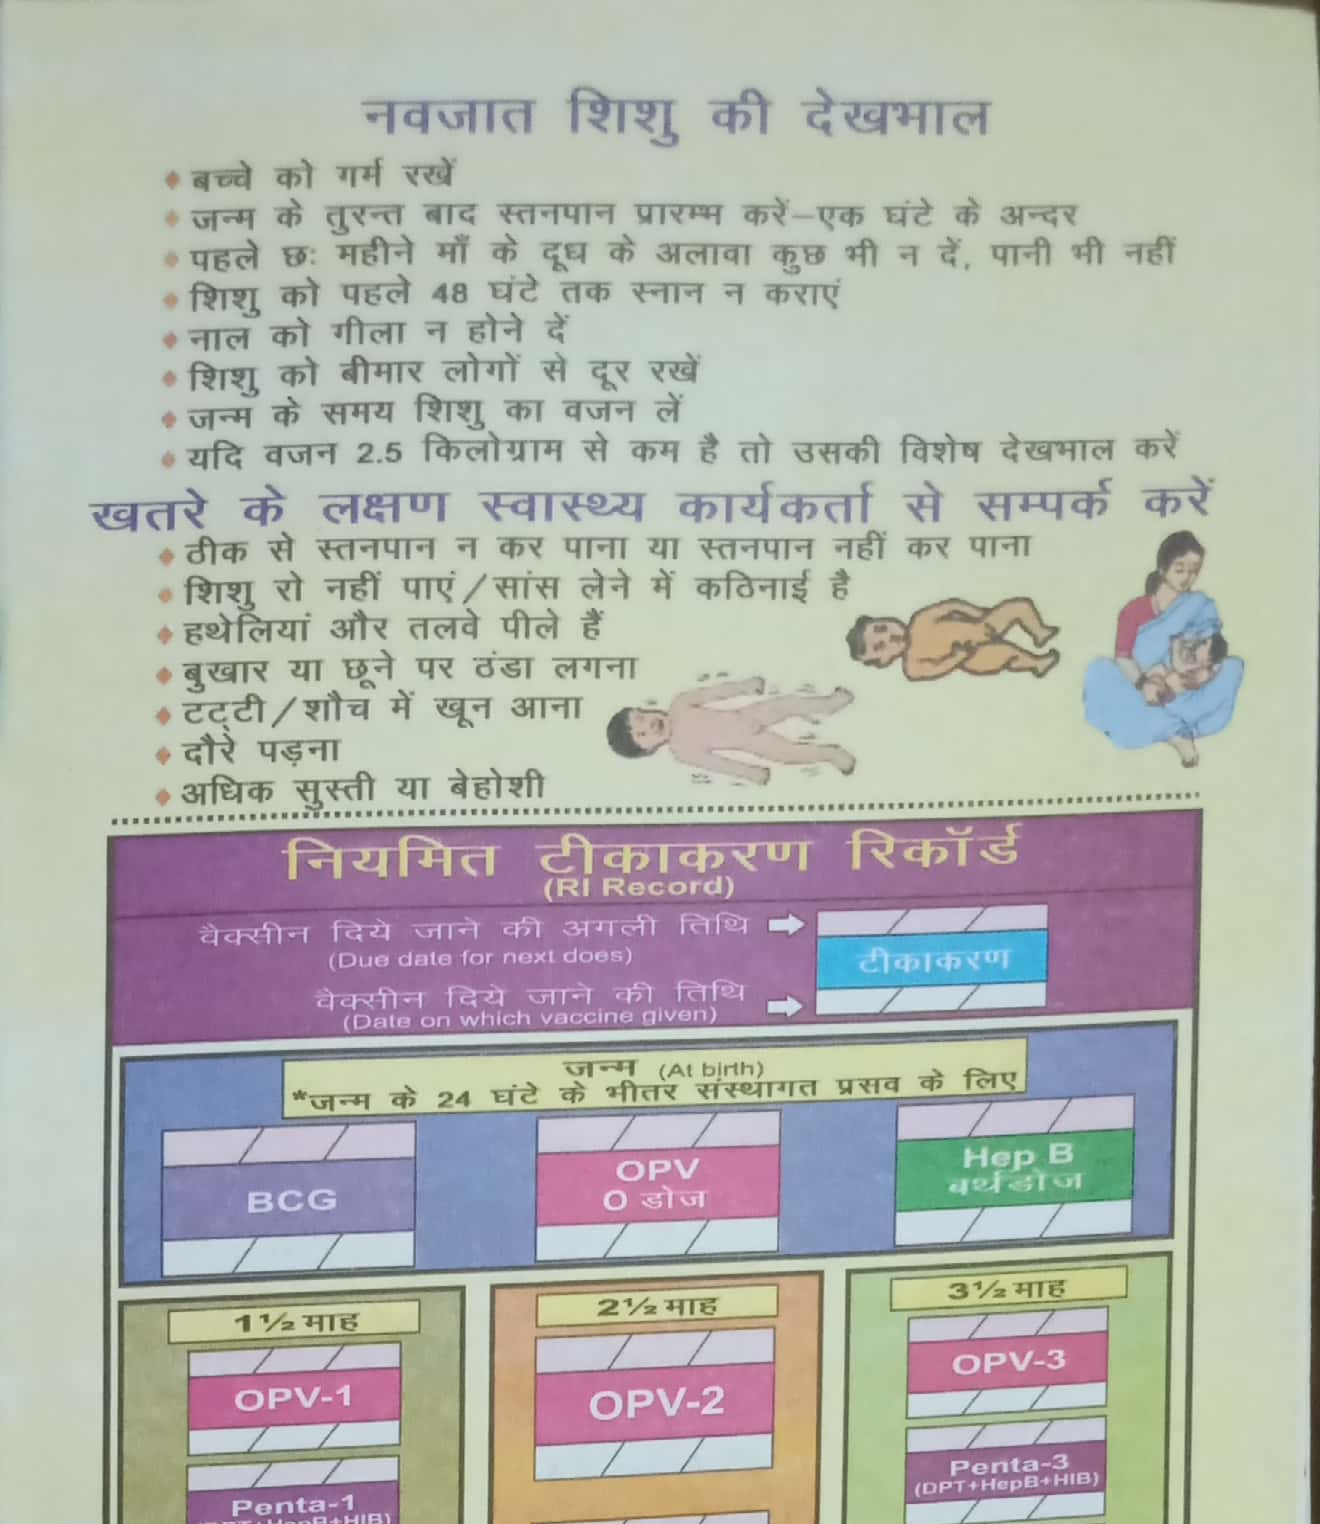 नवजात शिशु की देखभाल
बच्चे को गर्म रखें
जन्म के तुरन्त बाद स्तनपान प्रारम्भ करें–एक घंटे के अन्दर
पहले छः महीने माँ के दूध के अलावा कुछ भी न दें, पानी भी नहीं
शिशु को पहले 48 घंटे तक स्नान न कराएं
नाल को गीला न होने दें
शिशु को बीमार लोगों से दूर रखें
जन्म के समय शिशु का वजन लें
यदि वजन 2.5 किलोग्राम से कम है तो उसकी विशेष देखभाल करें
खतरे के लक्षण स्वास्थ्य कार्यकर्ता से सम्पर्क करें
ठीक से स्तनपान न कर पाना या स्तनपान नहीं कर पाना
शिशु रो नहीं पाएं/सांस लेने में कठिनाई है
हथेलियां और तलवे पीले हैं
बुखार या छूने पर ठंडा लगना
टट्टी/शौच में खून आना
दौरे पड़ना
अधिक सुस्ती या बेहोशी
नियमित टीकाकरण रिकॉर्ड
(RI Record)
वैक्सीन दिये जाने की अगली तिथि
(Due date for next does)
टीकाकरण
वैक्सीन दिये जाने की तिथि
(Date on which vaccine given)
जन्म (At birth)
*जन्म के 24 घंटे के भीतर संस्थागत प्रसव के लिए
BCG
OPV
0 डोज
Hep B
बर्थडोज
1½ माह
2½ माह
3½ माह
OPV-1
OPV-2
OPV-3
Penta-1
(DPT+HepB+HIB)
Penta-3
(DPT+HepB+HIB)